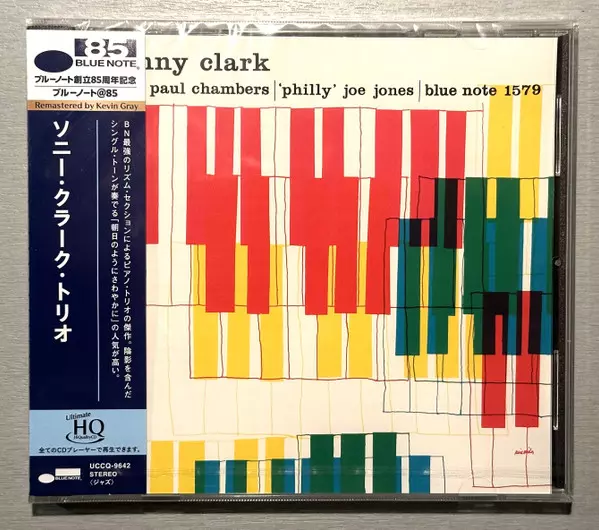 85
BLUE NOTE
ブルーノート創立85周年記念
ブルーノート@85
Remastered by Kevin Gray
ソニー・クラーク・トリオ
BN最強のリズム・セクションによるピアノ・トリオの傑作。陰影を含んだ
シングル・トーンが奏でる「朝日のようにさわやかに」の人気が高い。
Ultimate
HQ
HiQualityCD
全てのCDプレーヤーで再生できます。
BLUE NOTE
UCCQ-9642
STEREO
(ジャズ)
nny clark
paul chambers | 'philly' joe jones | blue note 1579